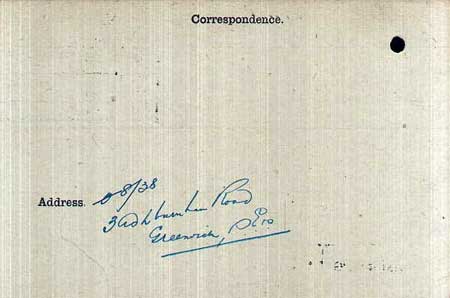 Correspondence.
Address. 8/38
3 Ashburnham Road
Greenwich, S.E.10